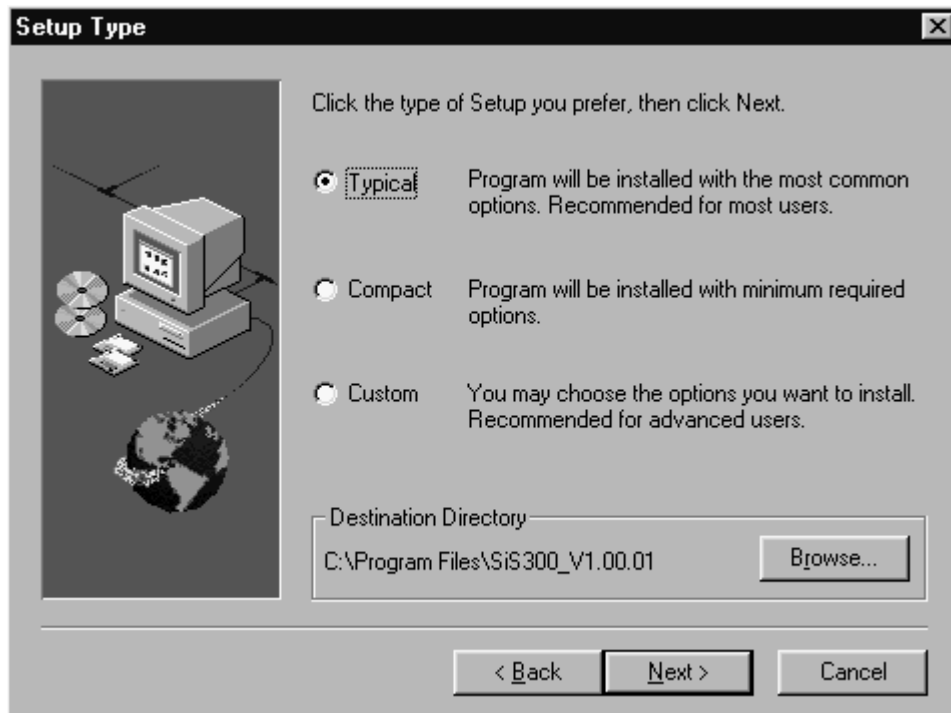 Setup Type
Click the type of Setup you prefer, then click Next.
Typical Program will be installed with the most common
options. Recommended for most users.
Compact Program will be installed with minimum required
options.
Custom You may choose the options you want to install.
Recommended for advanced users.
Destination Directory
C:\Program Files\SiS300_V1.00.01 Browse...
< Back Next > Cancel